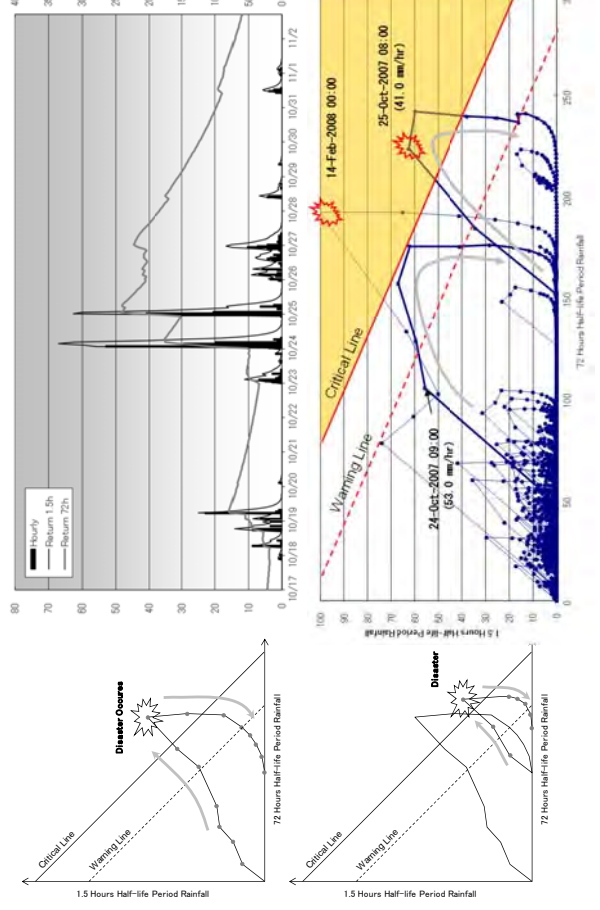 Hourly
Return 1.5h
Return 72h
80
70
60
50
40
30
20
10
0
10/17
10/18
10/19
10/20
10/21
10/22
10/23
10/24
10/25
10/26
10/27
10/28
10/29
10/30
10/31
11/1
11/2
Critical Line
Warning Line
14-Feb-2008 00:00
25-Oct-2007 08:00
(41.0 mm/hr)
24-Oct-2007 09:00
(53.0 mm/hr)
100
90
80
70
60
50
40
30
20
10
0
0
50
100
150
200
250
1.5 Hours Half-life Period Rainfall
72 Hours Half-life Period Rainfall
Disaster Occures
Critical Line
Warning Line
72 Hours Half-life Period Rainfall
1.5 Hours Half-life Period Rainfall
Disaster
Critical Line
Warning Line
72 Hours Half-life Period Rainfall
1.5 Hours Half-life Period Rainfall